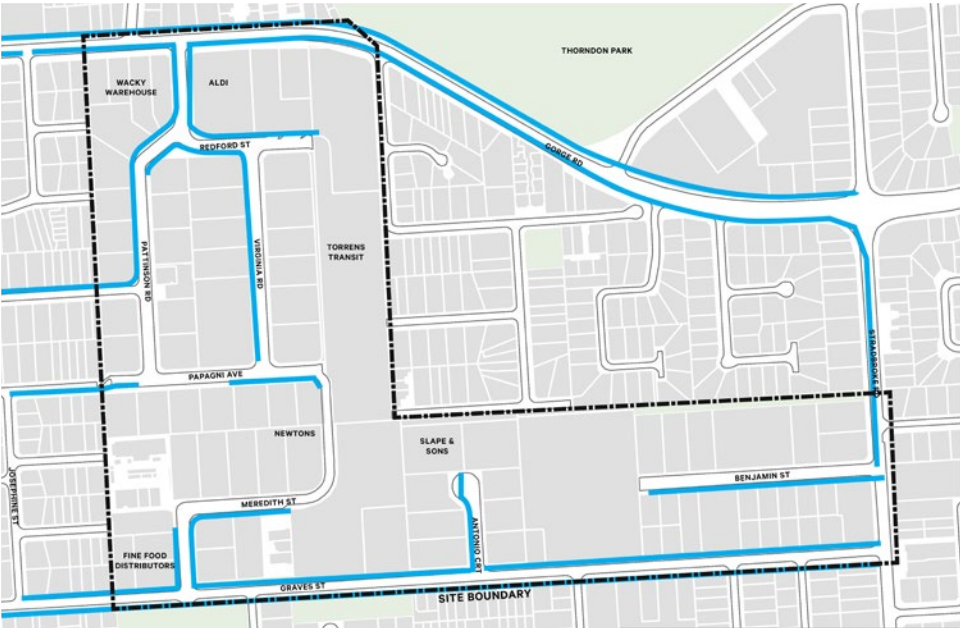 THORNDON PARK
WACKY
WAREHOUSE
ALDI
REDFORD ST
GORGE RD
PATTINSON RD
VIRGINIA RD
TORRENS
TRANSIT
STRADBROKE RD
PAPAGNI AVE
NEWTONS
SLAPE &
SONS
JOSEPHINE ST
BENJAMIN ST
MEREDITH ST
ANTONIO CRT
FINE FOOD
DISTRIBUTORS
GRAVES ST
SITE BOUNDARY